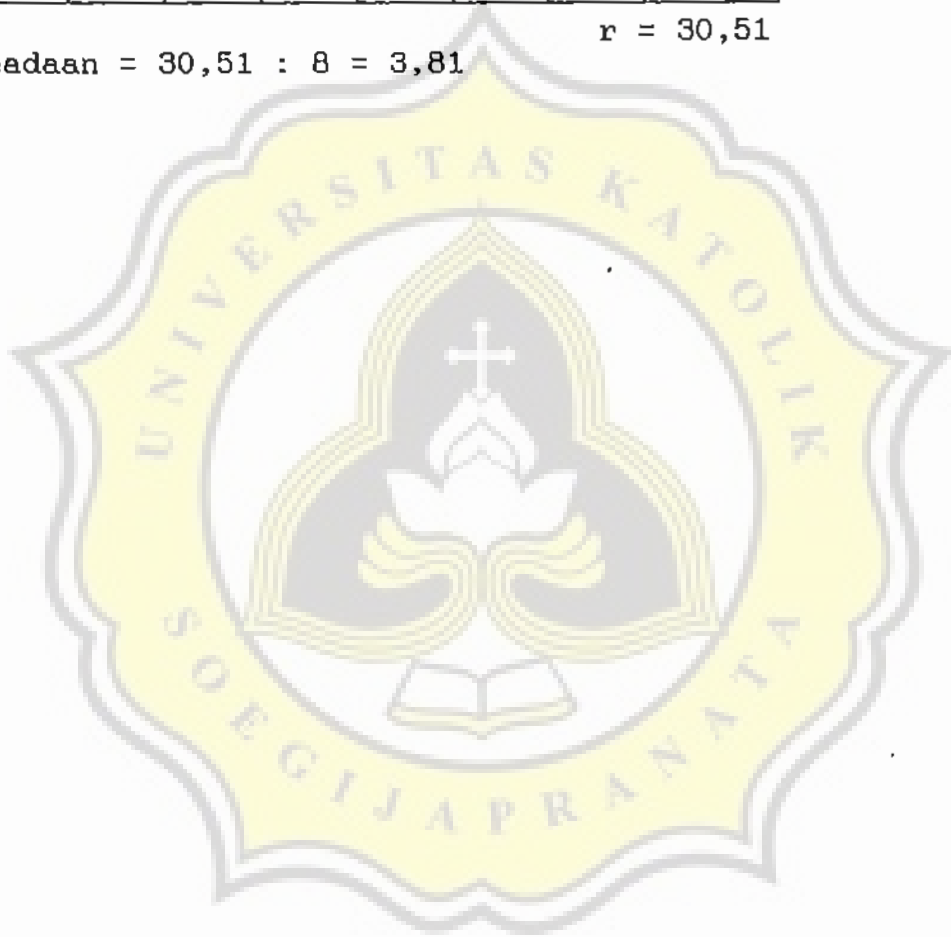 r = 30,51
adaan = 30,51 : 8 = 3,81
UNIVERSITAS KATOLIK
SOEGIJAPRANATA